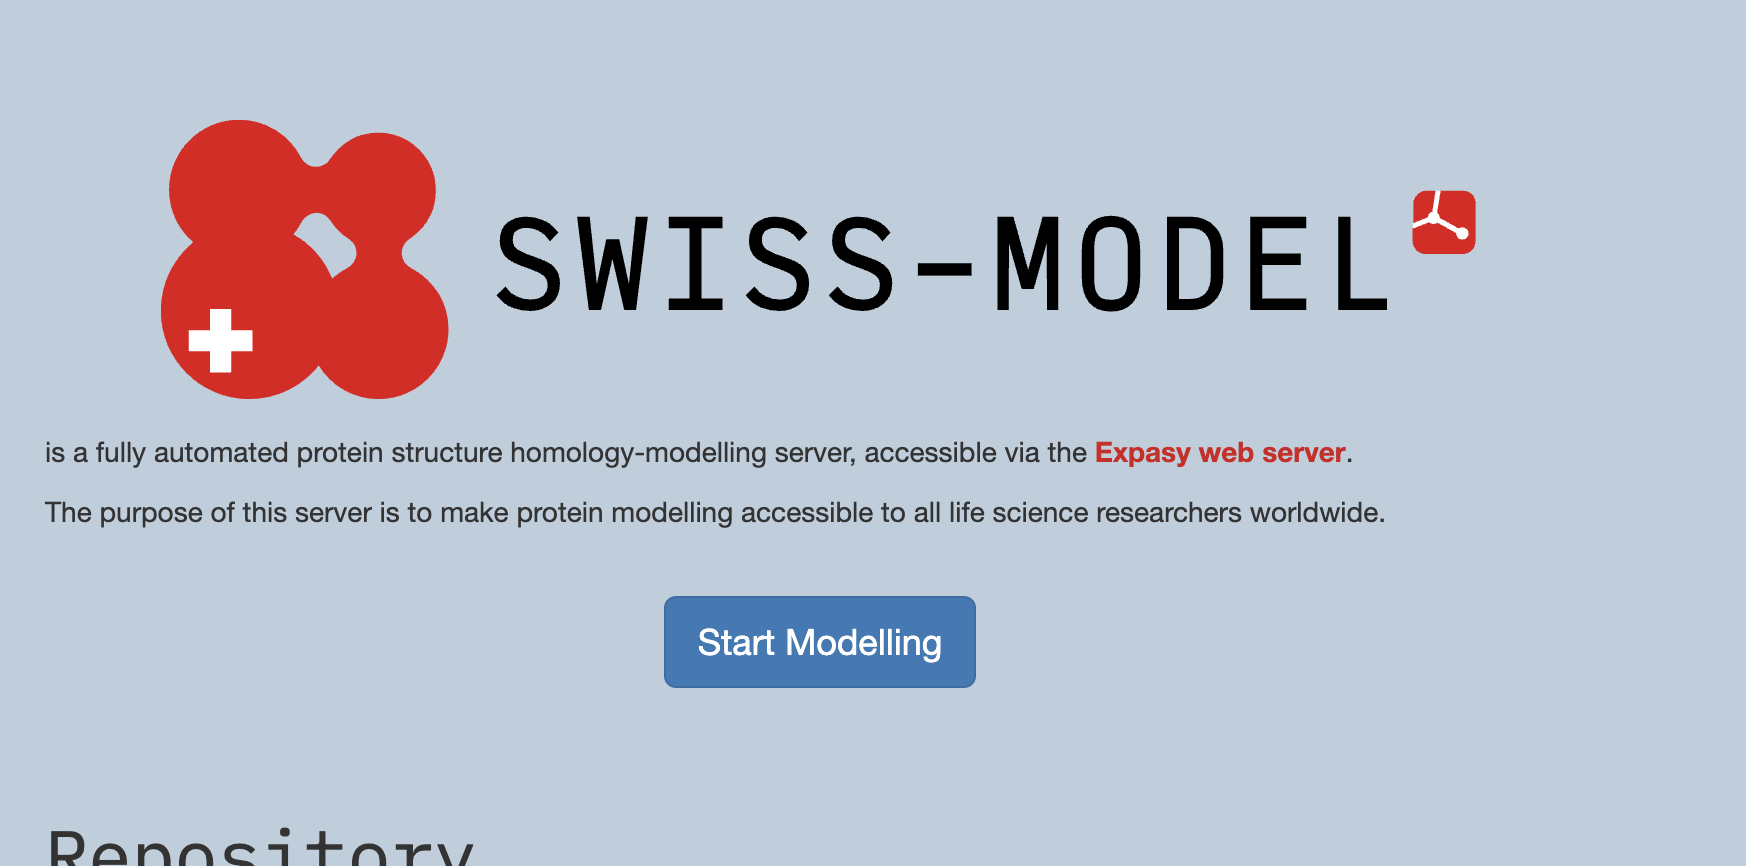 SWISS-MODEL
is a fully automated protein structure homology-modelling server, accessible via the Expasy web server.
The purpose of this server is to make protein modelling accessible to all life science researchers worldwide.
Start Modelling
Repository